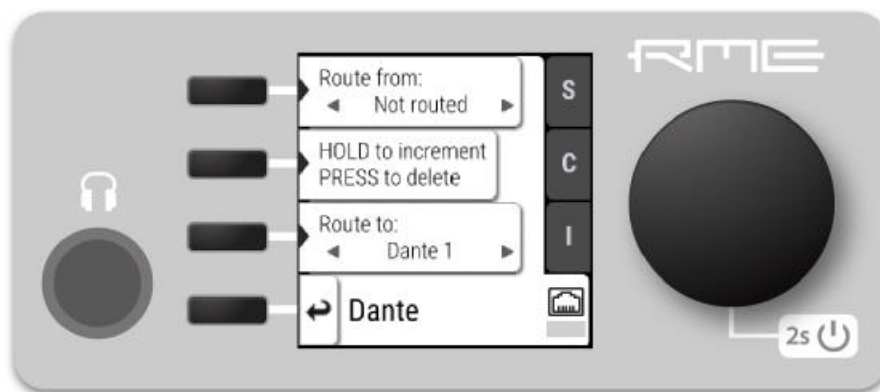 RME
Route from:
Not routed
S
HOLD to increment
PRESS to delete
C
Route to:
Dante 1
I
Dante
2s